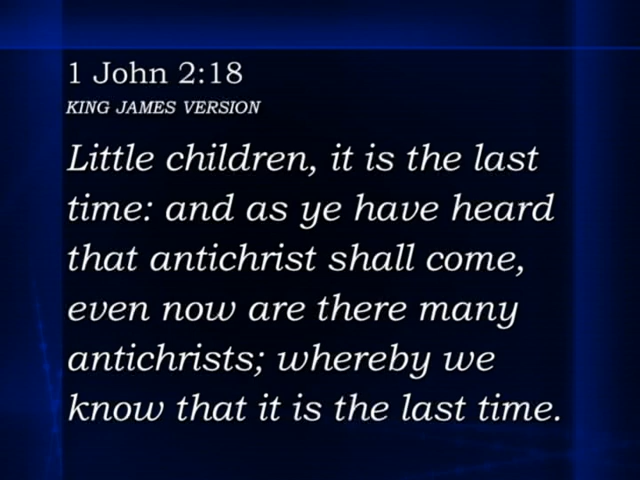 1 John 2:18
KING JAMES VERSION
Little children, it is the last
time: and as ye have heard
that antichrist shall come,
even now are there many
antichrists; whereby we
know that it is the last time.